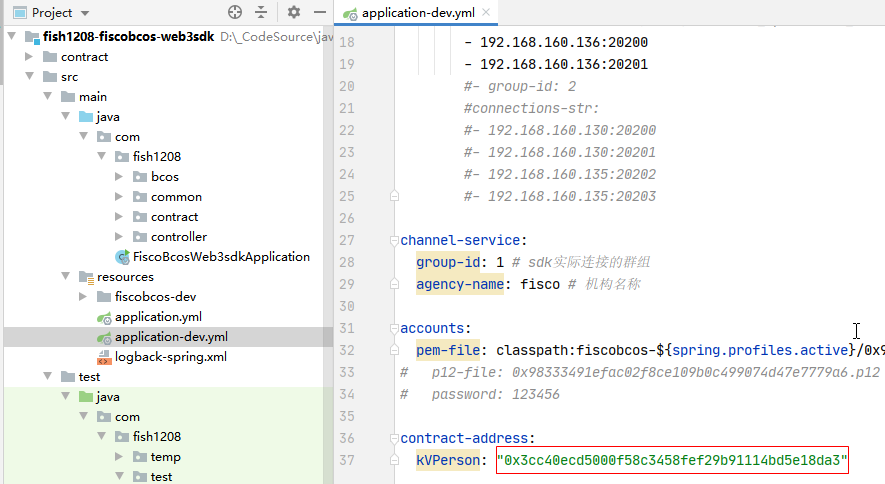 Project
fish1208-fiscobcos-web3sdk D:\_CodeSource\jav
contract
src
main
java
com
fish1208
bcos
common
contract
controller
FiscoBcosWeb3sdkApplication
resources
fiscobcos-dev
application.yml
application-dev.yml
logback-spring.xml
test
java
com
fish1208
temp
test
application-dev.yml
18 - 192.168.160.136:20200
19 - 192.168.160.136:20201
20 #- group-id: 2
21 #connections-str:
22 #- 192.168.160.130:20200
23 #- 192.168.160.130:20201
24 #- 192.168.160.135:20202
25 #- 192.168.160.135:20203
26
27 channel-service:
28 group-id: 1 # sdk实际连接的群组
29 agency-name: fisco # 机构名称
30
31 accounts:
32 pem-file: classpath:fiscobcos-${spring.profiles.active}/0x9
33 # p12-file: 0x98333491efac02f8ce109b0c499074d47e7779a6.p12
34 # password: 123456
35
36 contract-address:
37 kVPerson: "0x3cc40ecd5000f58c3458fef29b91114bd5e18da3"